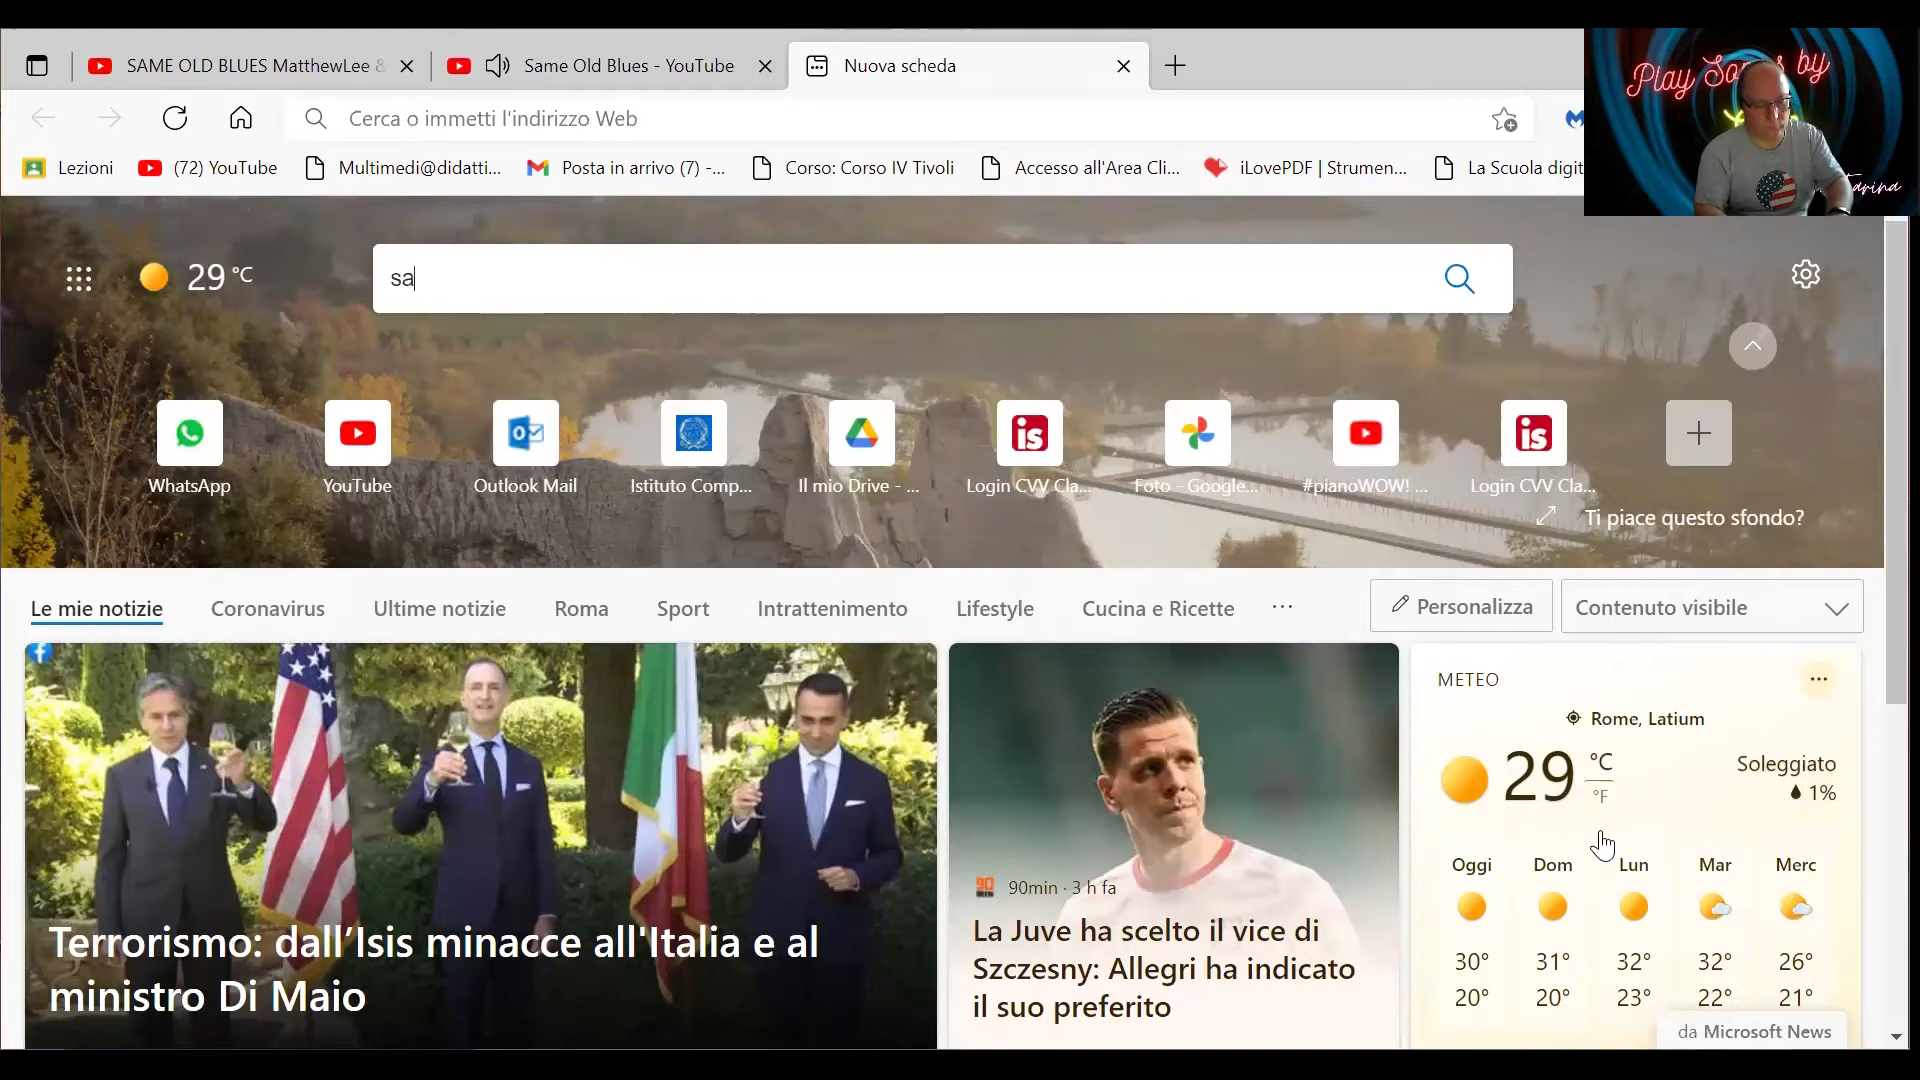 SAME OLD BLUES MatthewLee &
Same Old Blues - YouTube
Nuova scheda
Play Songs by
Cerca o immetti l'indirizzo Web
Lezioni
(72) YouTube
Multimedi@didatti...
Posta in arrivo (7) -...
Corso: Corso IV Tivoli
Accesso all'Area Cli...
iLovePDF | Strumen...
La Scuola digit
29 °C
sa
WhatsApp
YouTube
Outlook Mail
Istituto Comp...
Il mio Drive - ...
Login CVV Cla...
Foto - Google...
#pianoWOW! ...
Login CVV Cla...
Ti piace questo sfondo?
Le mie notizie
Coronavirus
Ultime notizie
Roma
Sport
Intrattenimento
Lifestyle
Cucina e Ricette
...
Personalizza
Contenuto visibile
Terrorismo: dall’Isis minacce all'Italia e al
ministro Di Maio
90min · 3 h fa
La Juve ha scelto il vice di
Szczesny: Allegri ha indicato
il suo preferito
METEO
Rome, Latium
29 °C
°F
Soleggiato
1%
Oggi Dom Lun Mar Merc
30° 31° 32° 32° 26°
20° 20° 23° 22° 21°
da Microsoft News